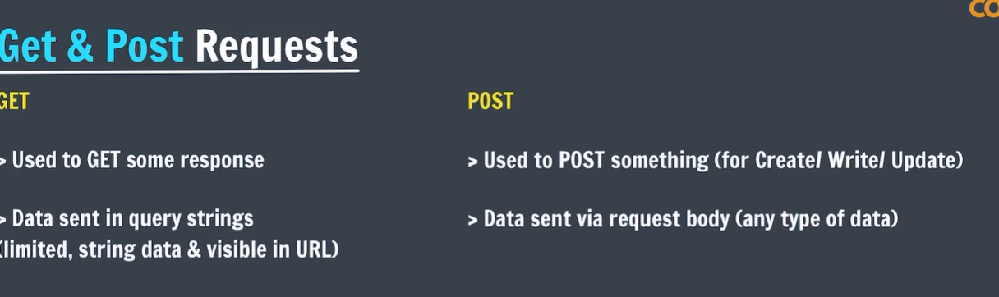 Get & Post Requests
GET
> Used to GET some response
> Data sent in query strings
(limited, string data & visible in URL)
POST
> Used to POST something (for Create/ Write/ Update)
> Data sent via request body (any type of data)